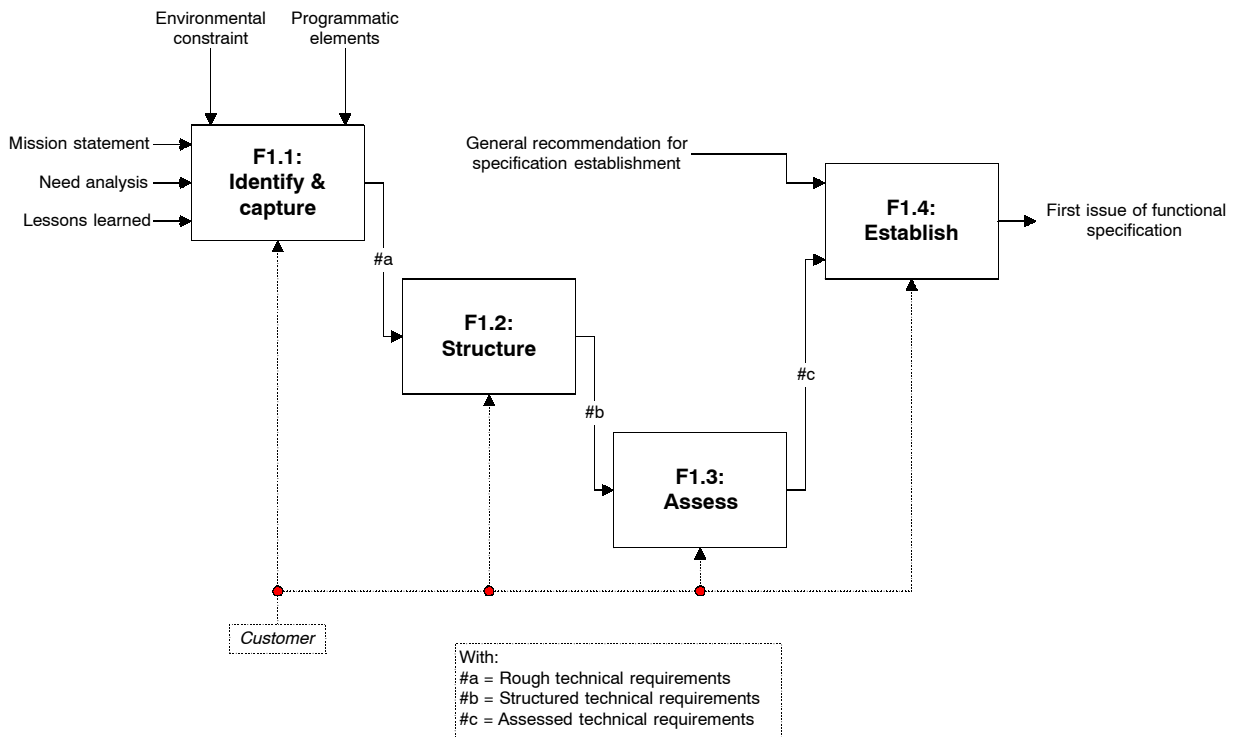 Environmental
constraint
Programmatic
elements
Mission statement
Need analysis
Lessons learned
F1.1:
Identify &
capture
General recommendation for
specification establishment
F1.4:
Establish
First issue of functional
specification
#a
F1.2:
Structure
#c
#b
F1.3:
Assess
Customer
With:
#a = Rough technical requirements
#b = Structured technical requirements
#c = Assessed technical requirements